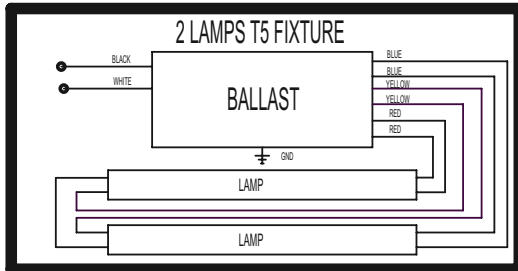 2 LAMPS T5 FIXTURE
BLACK
WHITE
BALLAST
BLUE
BLUE
YELLOW
YELLOW
RED
RED
GND
LAMP
LAMP